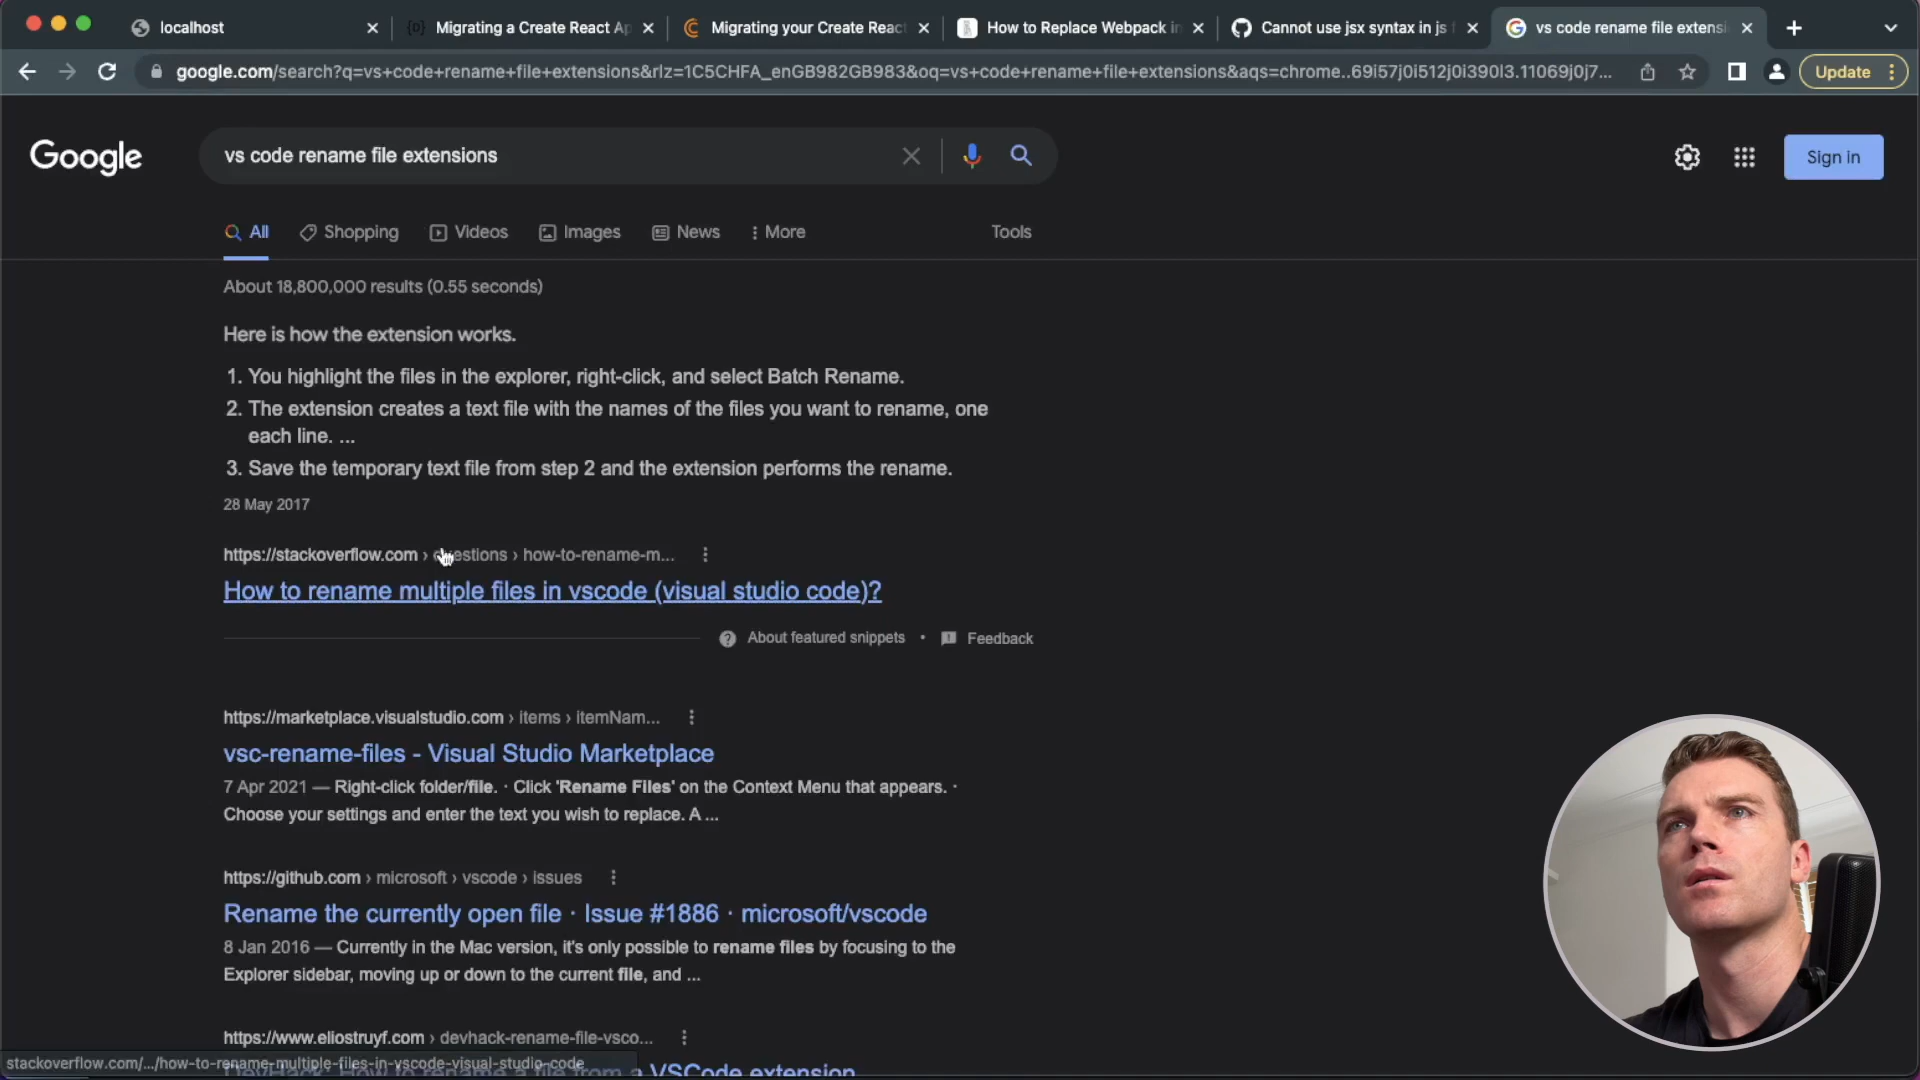 localhost
Migrating a Create React Ap
Migrating your Create React
How to Replace Webpack in
Cannot use jsx syntax in js f
vs code rename file extensi
google.com/search?q=vs+code+rename+file+extensions&rlz=1C5CHFA_enGB982GB983&oq=vs+code+rename+file+extensions&aqs=chrome..69i57j0i512j0i390l3.11069j0j7...
Update
Google
vs code rename file extensions
Sign in
All
Shopping
Videos
Images
News
More
Tools
About 18,800,000 results (0.55 seconds)
Here is how the extension works.
1. You highlight the files in the explorer, right-click, and select Batch Rename.
2. The extension creates a text file with the names of the files you want to rename, one
each line. ...
3. Save the temporary text file from step 2 and the extension performs the rename.
28 May 2017
https://stackoverflow.com › questions › how-to-rename-m...
How to rename multiple files in vscode (visual studio code)?
About featured snippets • Feedback
https://marketplace.visualstudio.com › items › itemNam...
vsc-rename-files - Visual Studio Marketplace
7 Apr 2021 — Right-click folder/file. · Click 'Rename Files' on the Context Menu that appears. ·
Choose your settings and enter the text you wish to replace. A ...
https://github.com › microsoft › vscode › issues
Rename the currently open file · Issue #1886 · microsoft/vscode
8 Jan 2016 — Currently in the Mac version, it's only possible to rename files by focusing to the
Explorer sidebar, moving up or down to the current file, and ...
https://www.eliostruyf.com › devhack-rename-file-vsco...
DevHack: How to rename a file from a VSCode extension
stackoverflow.com/.../how-to-rename-multiple-files-in-vscode-visual-studio-code